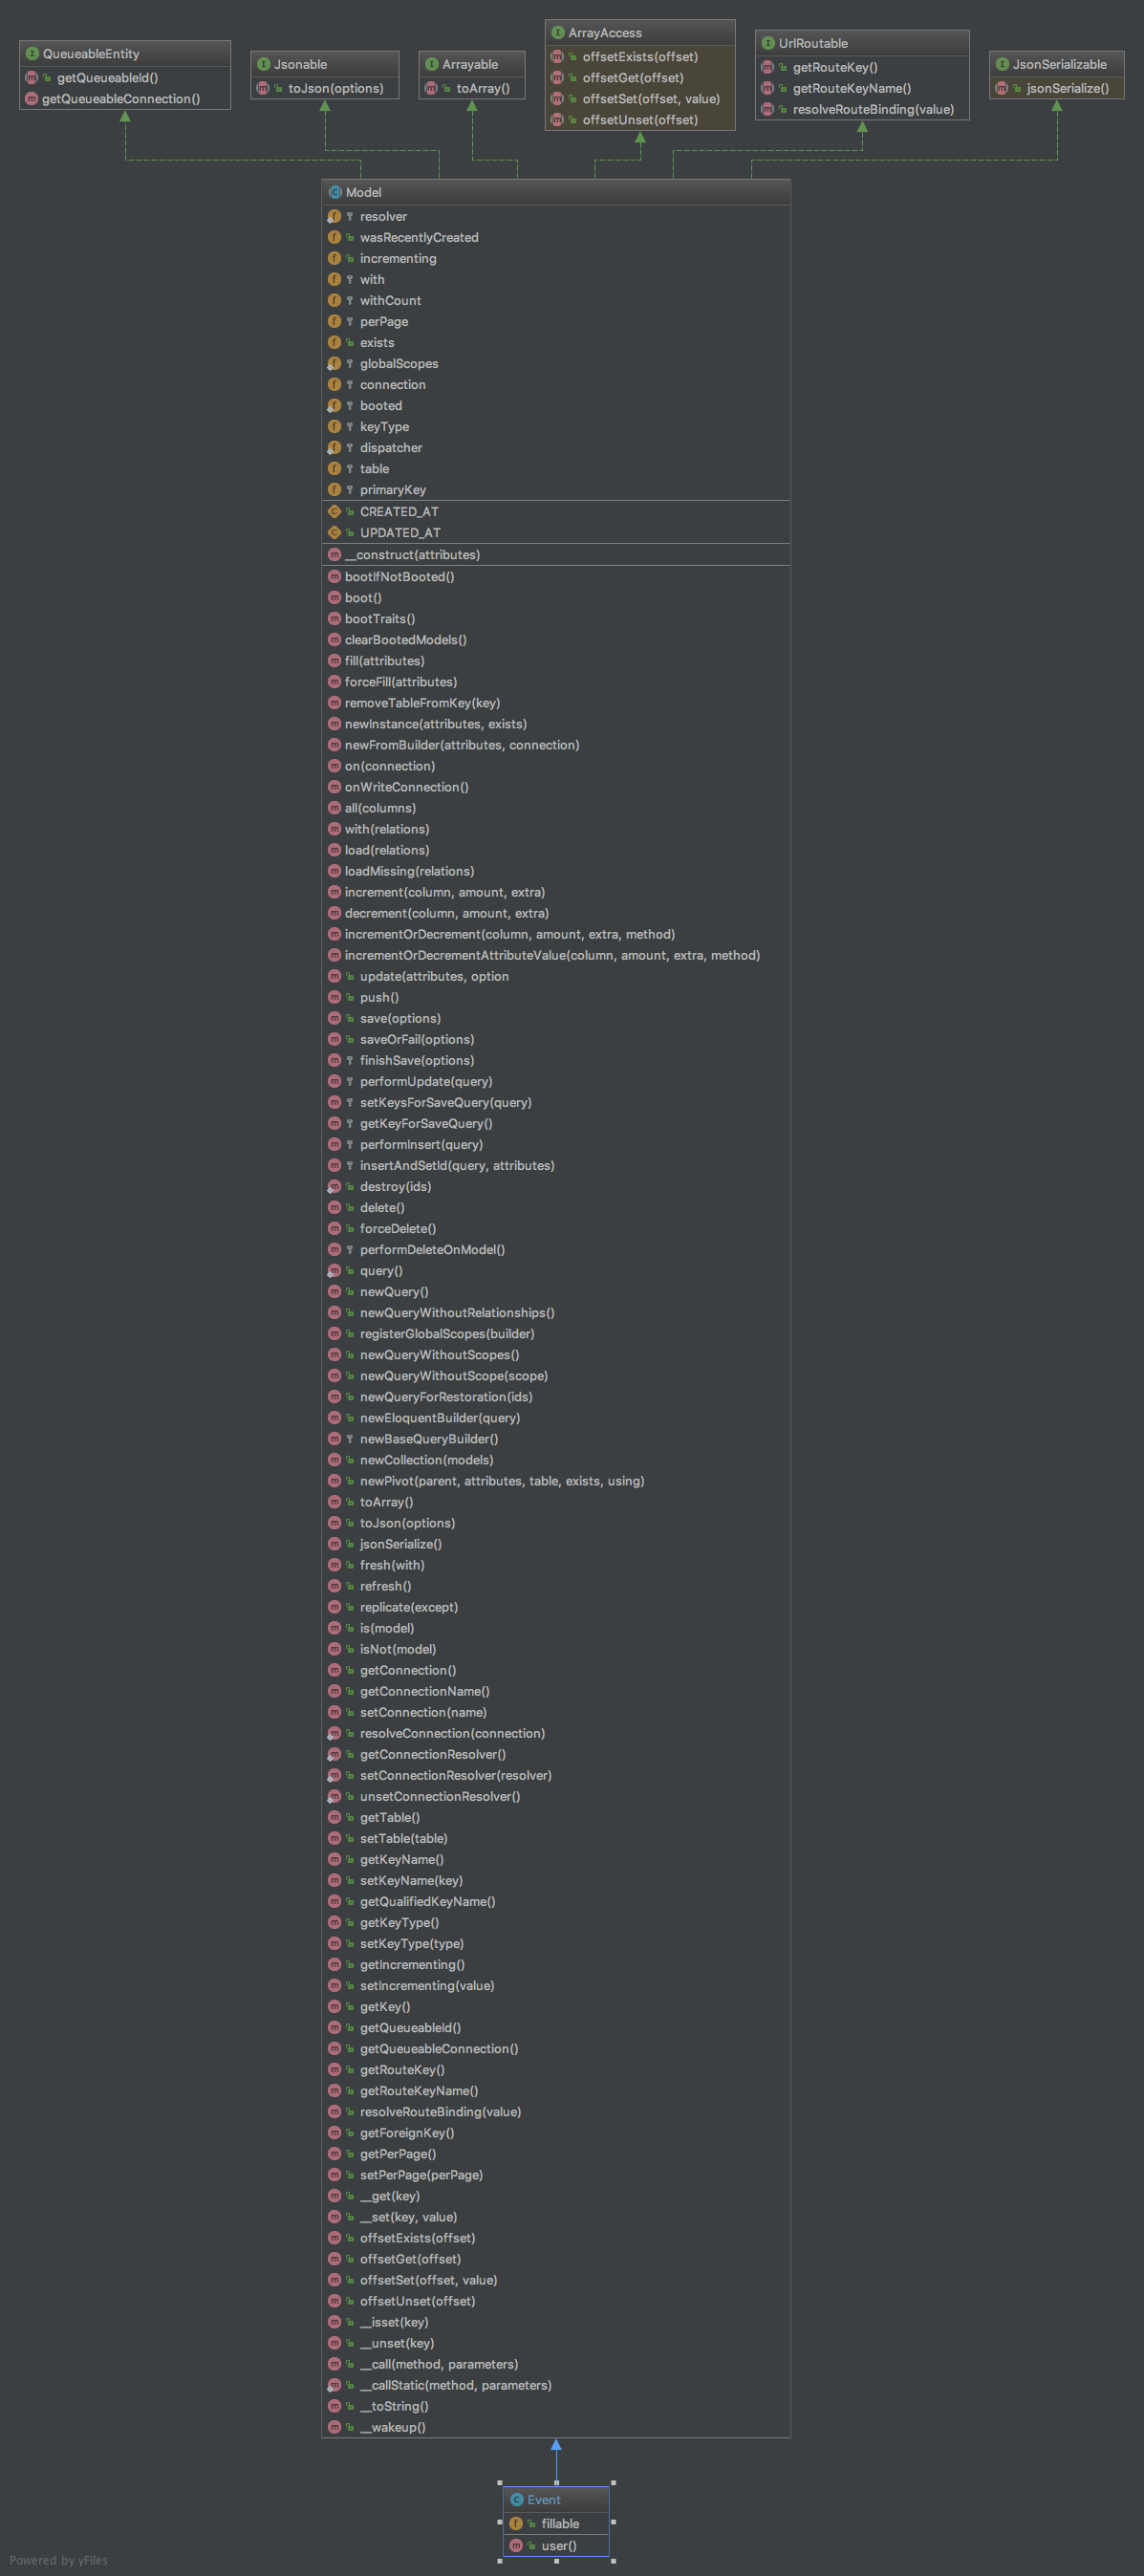 QueueableEntity
getQueueableId()
getQueueableConnection()
Jsonable
toJson(options)
Arrayable
toArray()
ArrayAccess
offsetExists(offset)
offsetGet(offset)
offsetSet(offset, value)
offsetUnset(offset)
UrlRoutable
getRouteKey()
getRouteKeyName()
resolveRouteBinding(value)
JsonSerializable
jsonSerialize()
Model
resolver
wasRecentlyCreated
incrementing
with
withCount
perPage
exists
globalScopes
connection
booted
keyType
dispatcher
table
primaryKey
CREATED_AT
UPDATED_AT
__construct(attributes)
bootIfNotBooted()
boot()
bootTraits()
clearBootedModels()
fill(attributes)
forceFill(attributes)
removeTableFromKey(key)
newInstance(attributes, exists)
newFromBuilder(attributes, connection)
on(connection)
onWriteConnection()
all(columns)
with(relations)
load(relations)
loadMissing(relations)
increment(column, amount, extra)
decrement(column, amount, extra)
incrementOrDecrement(column, amount, extra, method)
incrementOrDecrementAttributeValue(column, amount, extra, method)
update(attributes, option
push()
save(options)
saveOrFail(options)
finishSave(options)
performUpdate(query)
setKeysForSaveQuery(query)
getKeyForSaveQuery()
performInsert(query)
insertAndSetId(query, attributes)
destroy(ids)
delete()
forceDelete()
performDeleteOnModel()
query()
newQuery()
newQueryWithoutRelationships()
registerGlobalScopes(builder)
newQueryWithoutScopes()
newQueryWithoutScope(scope)
newQueryForRestoration(ids)
newEloquentBuilder(query)
newBaseQueryBuilder()
newCollection(models)
newPivot(parent, attributes, table, exists, using)
toArray()
toJson(options)
jsonSerialize()
fresh(with)
refresh()
replicate(except)
is(model)
isNot(model)
getConnection()
getConnectionName()
setConnection(name)
resolveConnection(connection)
getConnectionResolver()
setConnectionResolver(resolver)
unsetConnectionResolver()
getTable()
setTable(table)
getKeyName()
setKeyName(key)
getQualifiedKeyName()
getKeyType()
setKeyType(type)
getIncrementing()
setIncrementing(value)
getKey()
getQueueableId()
getQueueableConnection()
getRouteKey()
getRouteKeyName()
resolveRouteBinding(value)
getForeignKey()
getPerPage()
setPerPage(perPage)
__get(key)
__set(key, value)
offsetExists(offset)
offsetGet(offset)
offsetSet(offset, value)
offsetUnset(offset)
__isset(key)
__unset(key)
__call(method, parameters)
__callStatic(method, parameters)
__toString()
__wakeup()
Event
fillable
user()
Powered by yFiles